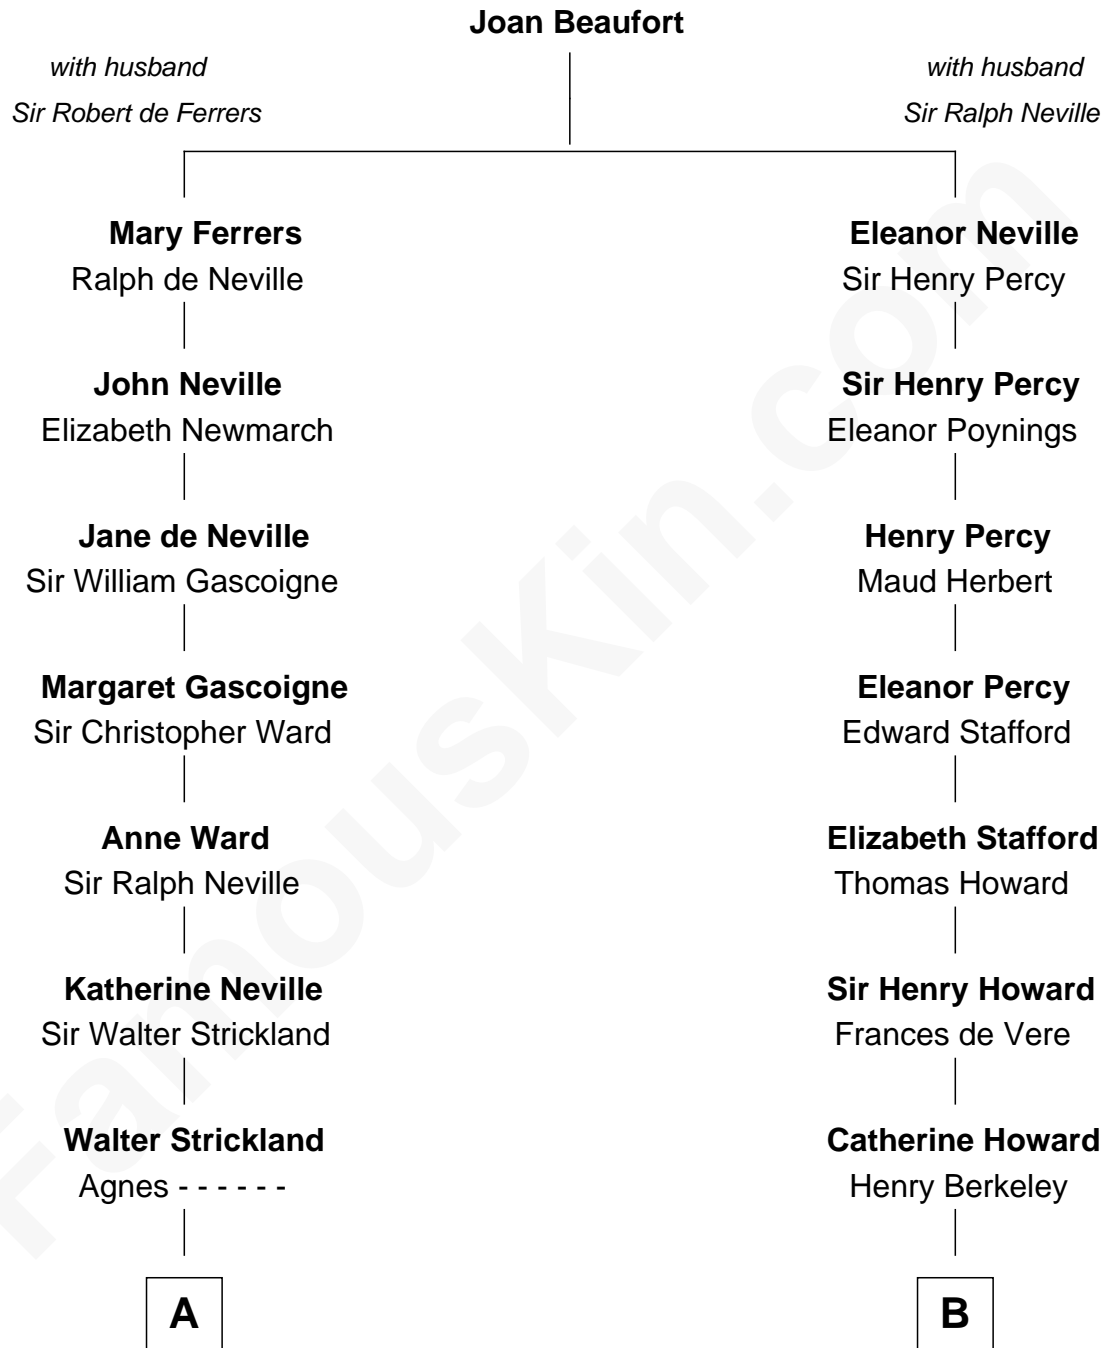 Joan Beaufort
with husband
Sir Robert de Ferrers
with husband
Sir Ralph Neville
Mary Ferrers
Ralph de Neville
Eleanor Neville
Sir Henry Percy
John Neville
Elizabeth Newmarch
Sir Henry Percy
Eleanor Poynings
Jane de Neville
Sir William Gascoigne
Henry Percy
Maud Herbert
Margaret Gascoigne
Sir Christopher Ward
Eleanor Percy
Edward Stafford
Anne Ward
Sir Ralph Neville
Elizabeth Stafford
Thomas Howard
Katherine Neville
Sir Walter Strickland
Sir Henry Howard
Frances de Vere
Walter Strickland
Agnes - - - - - -
Catherine Howard
Henry Berkeley
A
B
FamousKin.com